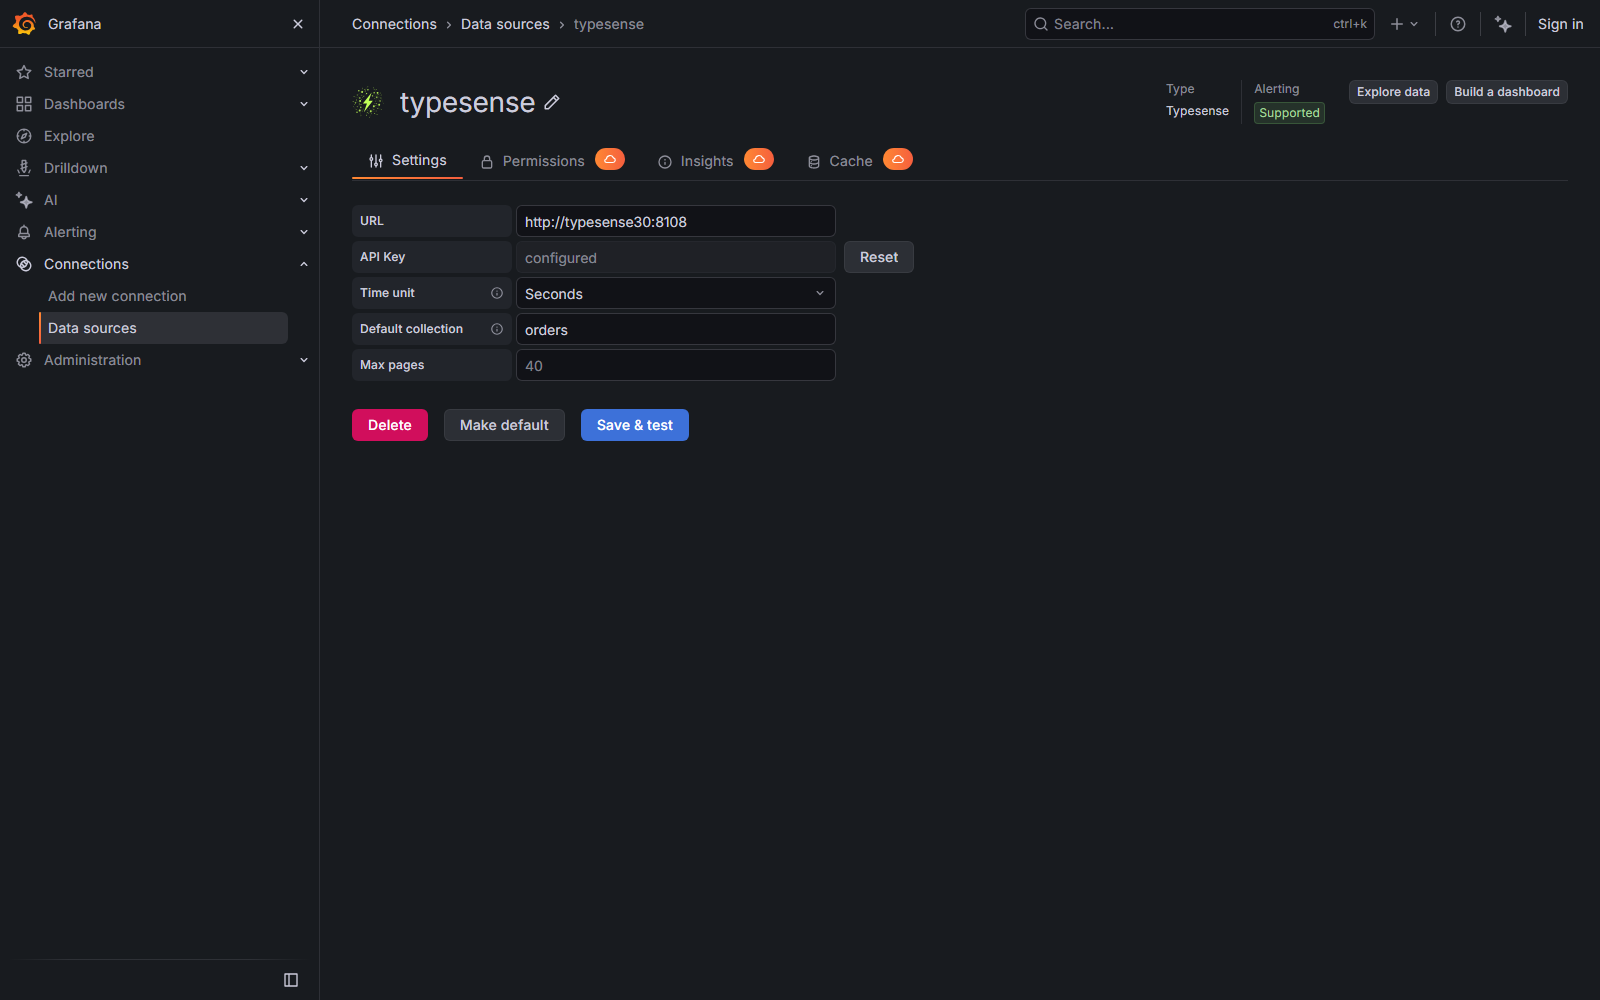 Grafana
Connections › Data sources › typesense
Search...
ctrl+k
Sign in
Starred
Dashboards
Explore
Drilldown
AI
Alerting
Connections
Add new connection
Data sources
Administration
typesense
Type
Typesense
Alerting
Supported
Explore data
Build a dashboard
Settings
Permissions
Insights
Cache
URL
http://typesense30:8108
API Key
configured
Reset
Time unit
Seconds
Default collection
orders
Max pages
40
Delete
Make default
Save & test